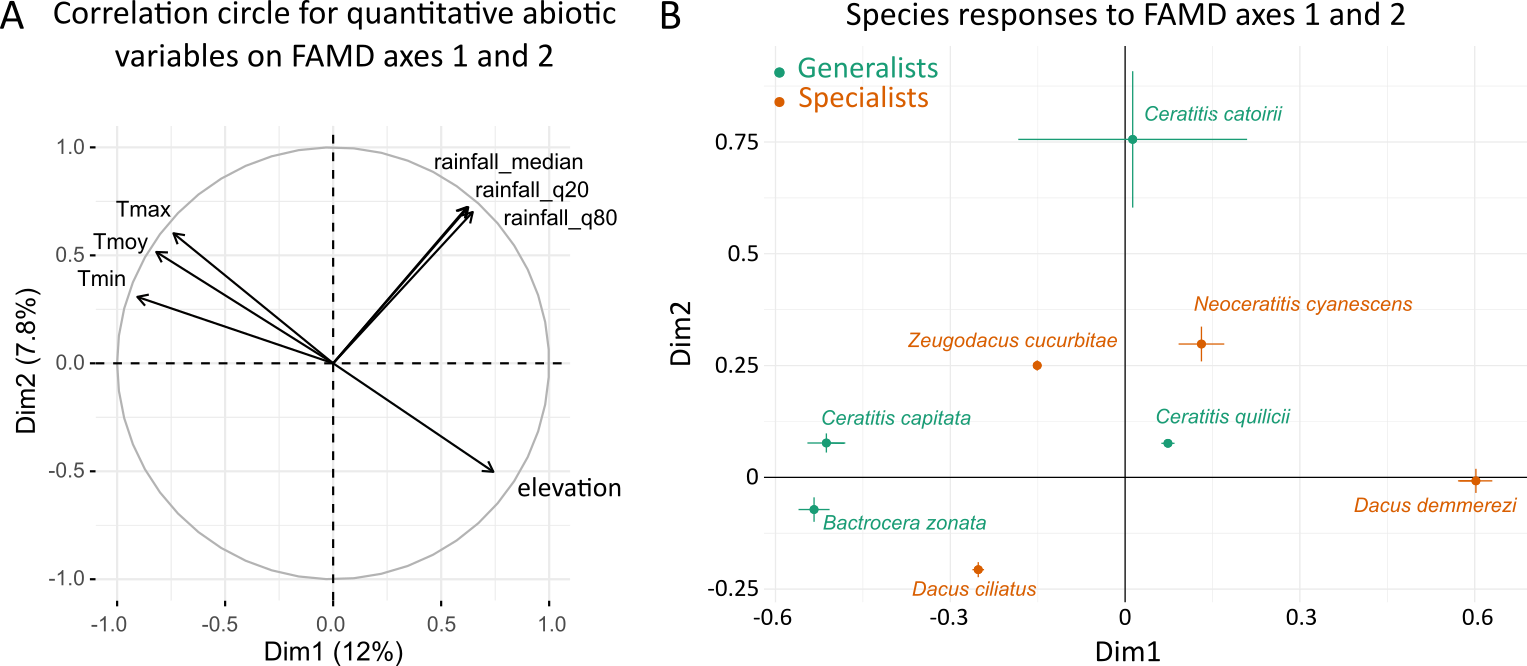 A
Correlation circle for quantitative abiotic
variables on FAMD axes 1 and 2
1.0
0.5
0.0
-0.5
-1.0
Dim2 (7.8%)
rainfall_median
rainfall_q20
rainfall_q80
Tmax
Tmoy
Tmin
elevation
-1.0
-0.5
0.0
0.5
1.0
Dim1 (12%)
B
Species responses to FAMD axes 1 and 2
Generalists
Specialists
0.75
0.5
0.25
0
-0.25
Dim2
Ceratitis catoirii
Neoceratitis cyanescens
Zeugodacus cucurbitae
Ceratitis capitata
Ceratitis quilicii
Dacus demmerezi
Bactrocera zonata
Dacus ciliatus
-0.6
-0.3
0
0.3
0.6
Dim1